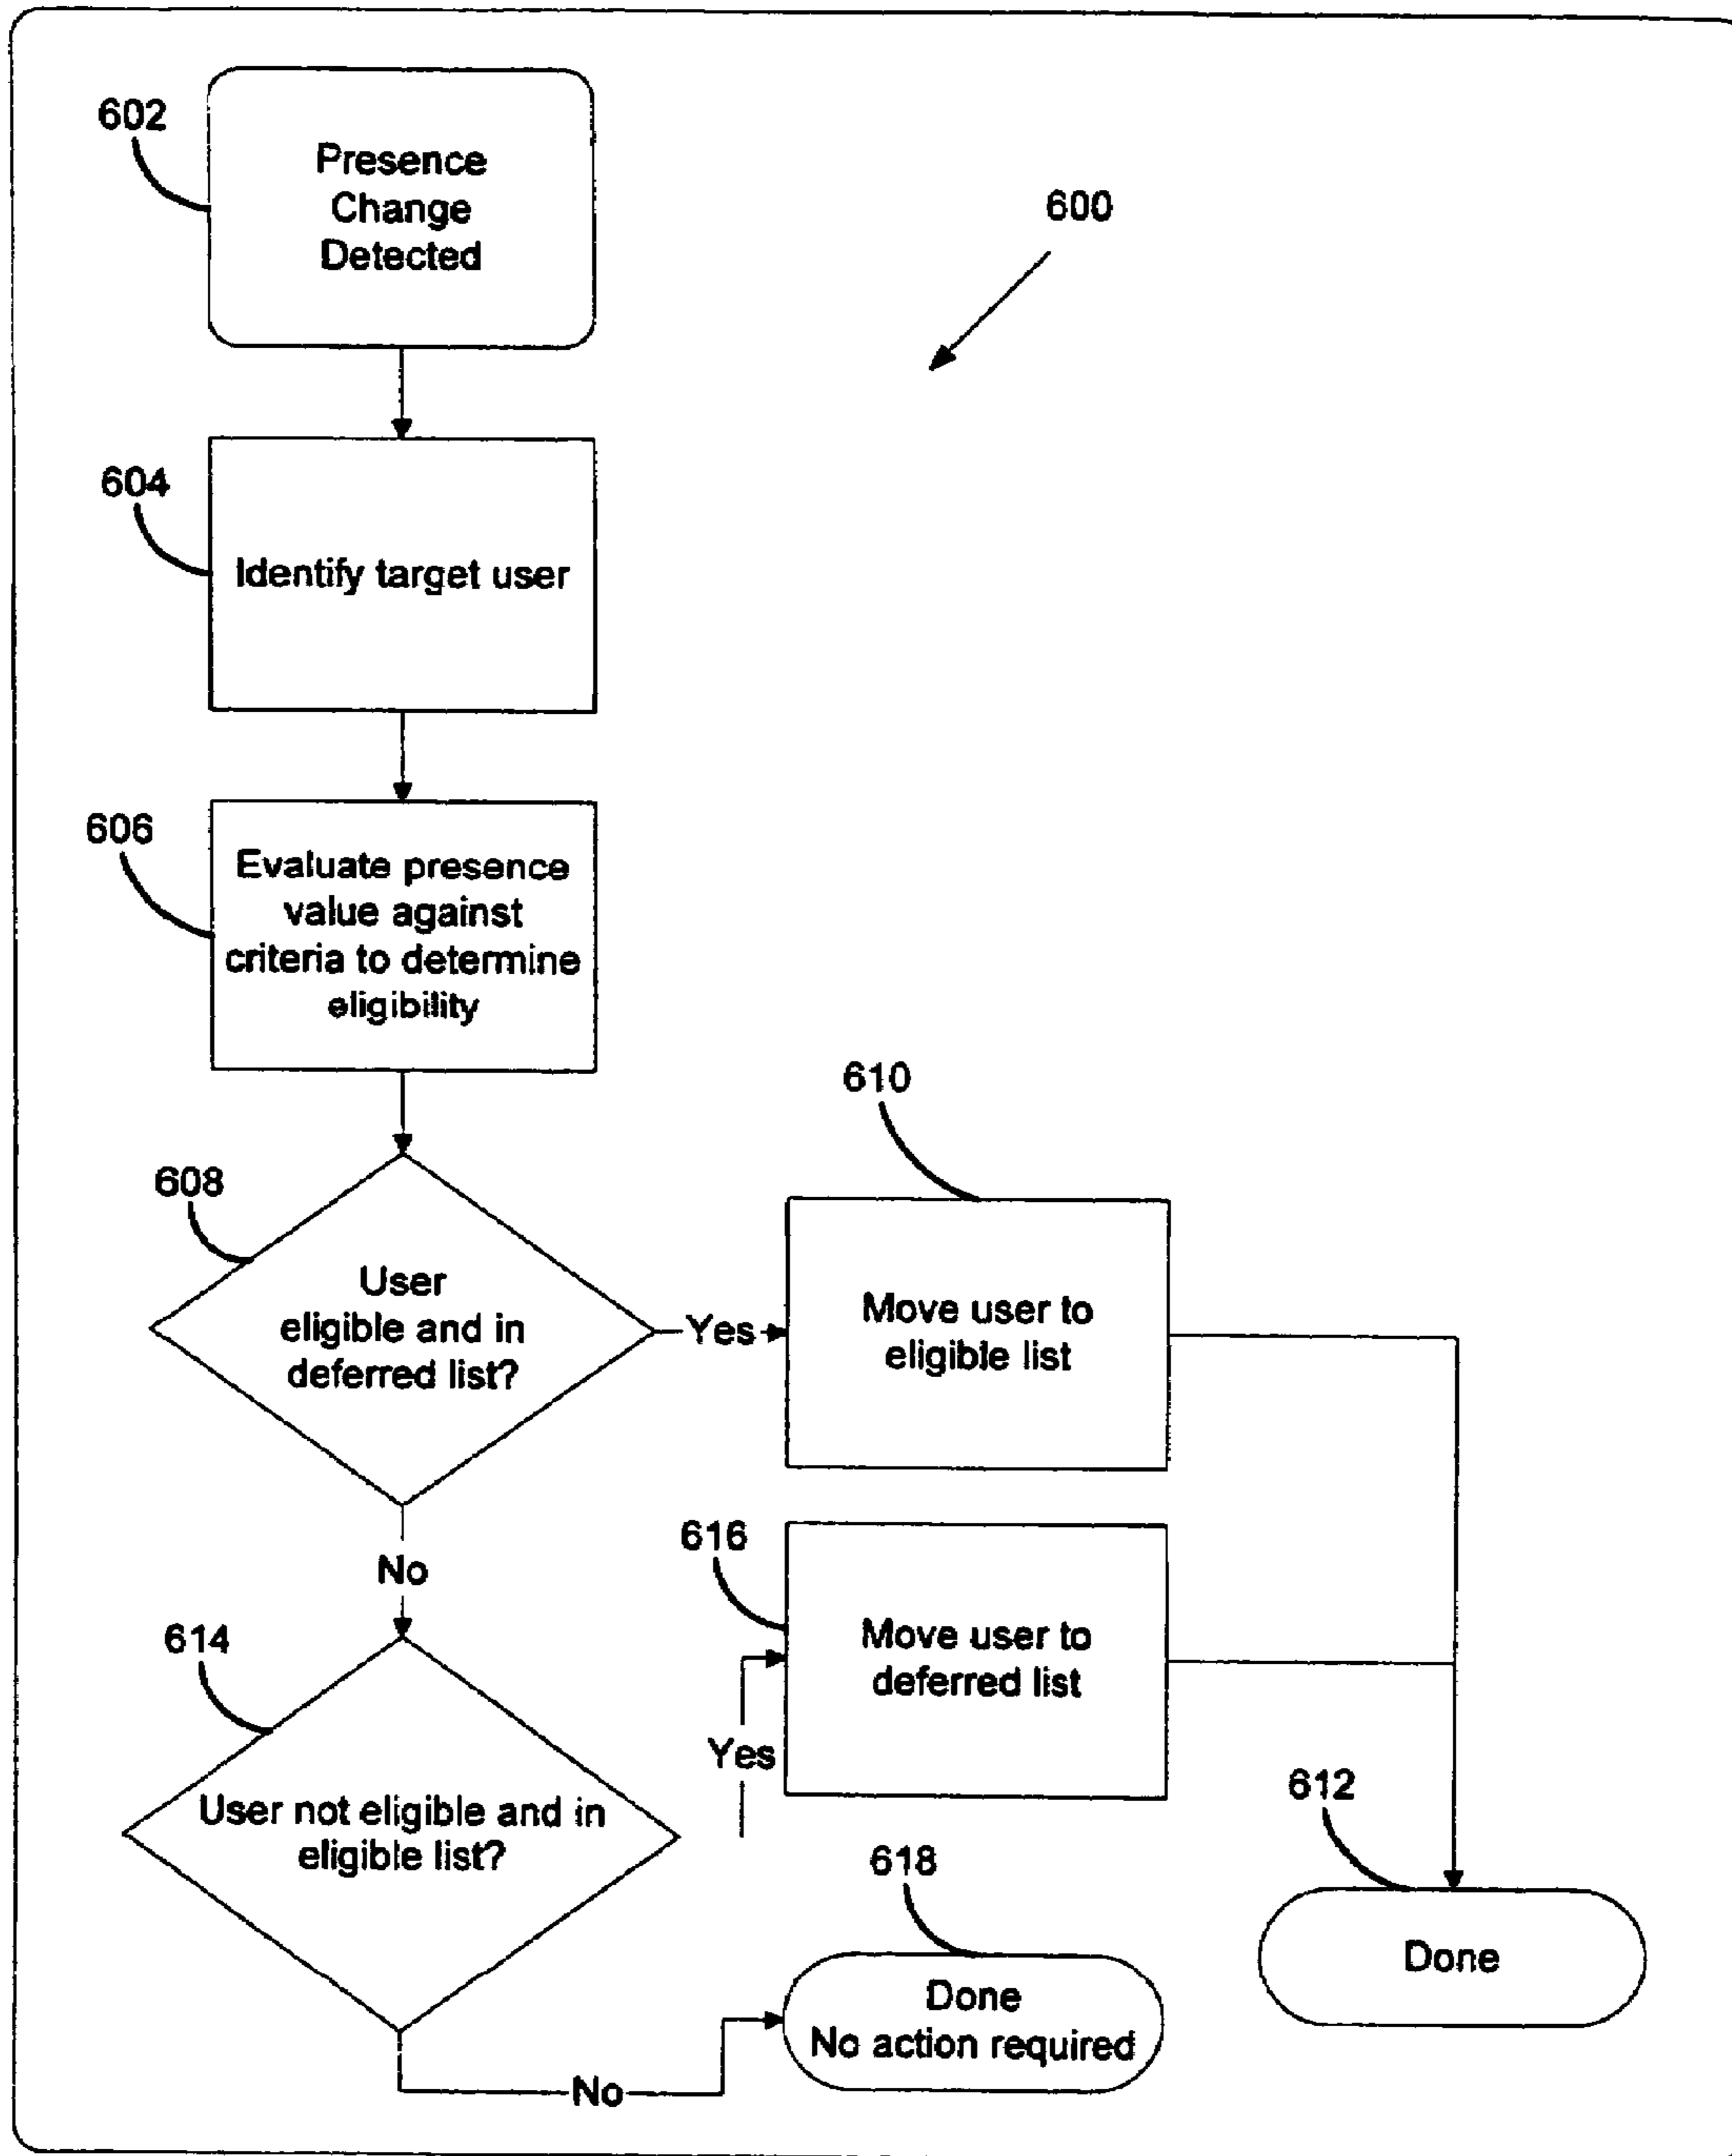 602
Presence
Change
Detected
600
604
Identify target user
606
Evaluate presence
value against
criteria to determine
eligibility
608
User
eligible and in
deferred list?
Yes
610
Move user to
eligible list
No
614
User not eligible and in
eligible list?
Yes
616
Move user to
deferred list
612
Done
No
618
Done
No action required